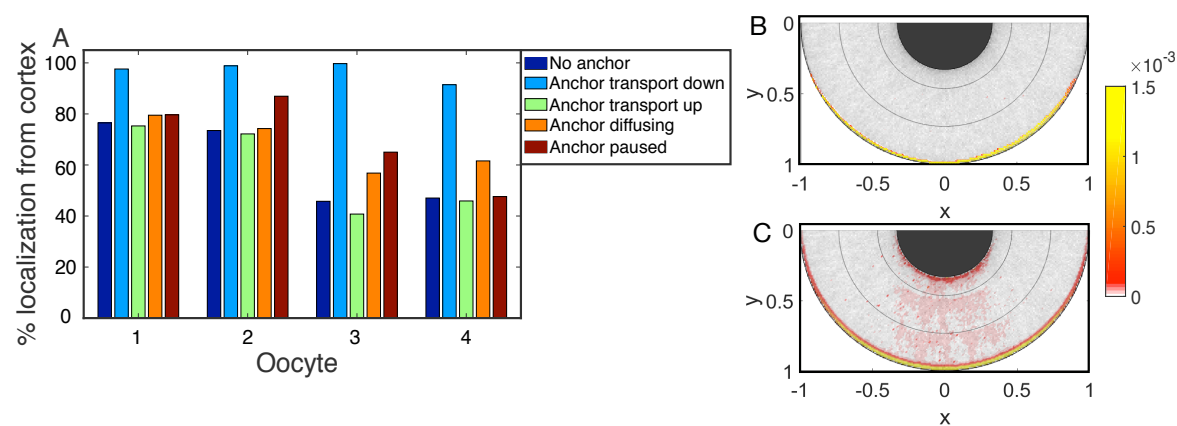 A
% localization from cortex
100
80
60
40
20
0
1 2 3 4
Oocyte
No anchor
Anchor transport down
Anchor transport up
Anchor diffusing
Anchor paused
B
0
0.5
1
y
-1 -0.5 0 0.5 1
x
C
0
0.5
1
y
-1 -0.5 0 0.5 1
x
×10⁻³
1.5
1
0.5
0